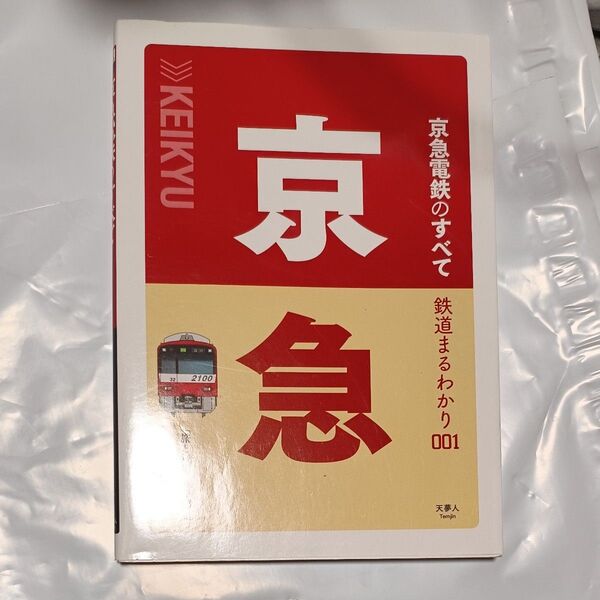 京急電鉄のすべて
鉄道まるわかり001
KEIKYU
京急
2100
旅
天夢人
Temjin